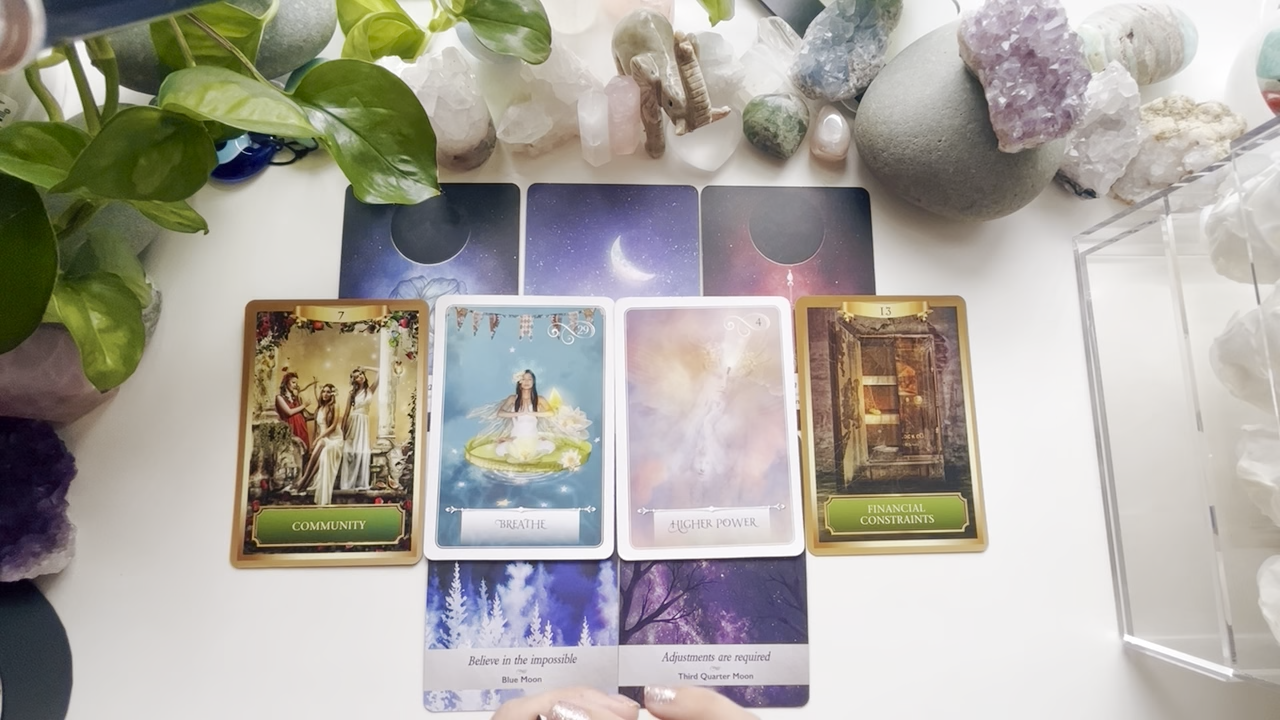 7
29
4
13
COMMUNITY
BREATHE
HIGHER POWER
FINANCIAL
CONSTRAINTS
Believe in the impossible
Blue Moon
Adjustments are required
Third Quarter Moon